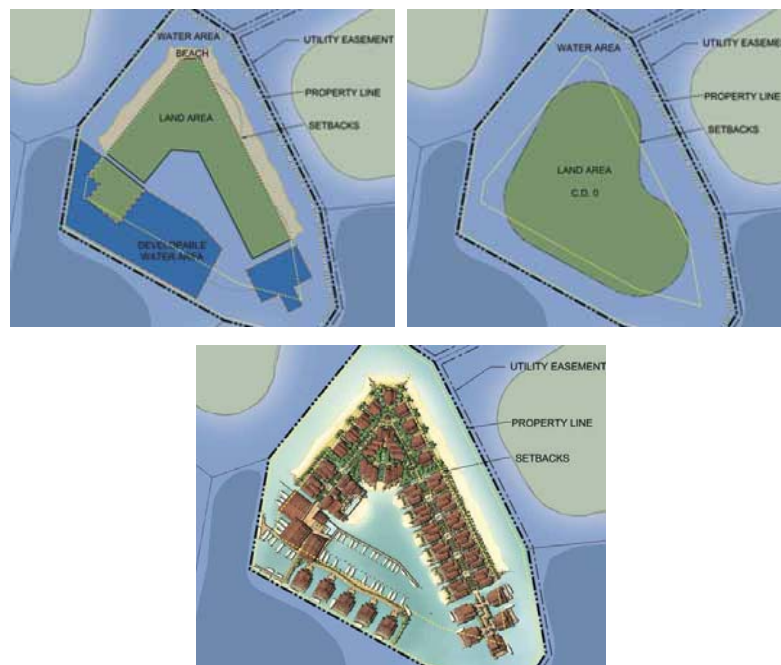 WATER AREA
BEACH
LAND AREA
DEVELOPABLE
WATER AREA
UTILITY EASEMENT
PROPERTY LINE
SETBACKS
WATER AREA
LAND AREA
C.D. 0
UTILITY EASEME
PROPERTY LINE
SETBACKS
UTILITY EASEMENT
PROPERTY LINE
SETBACKS